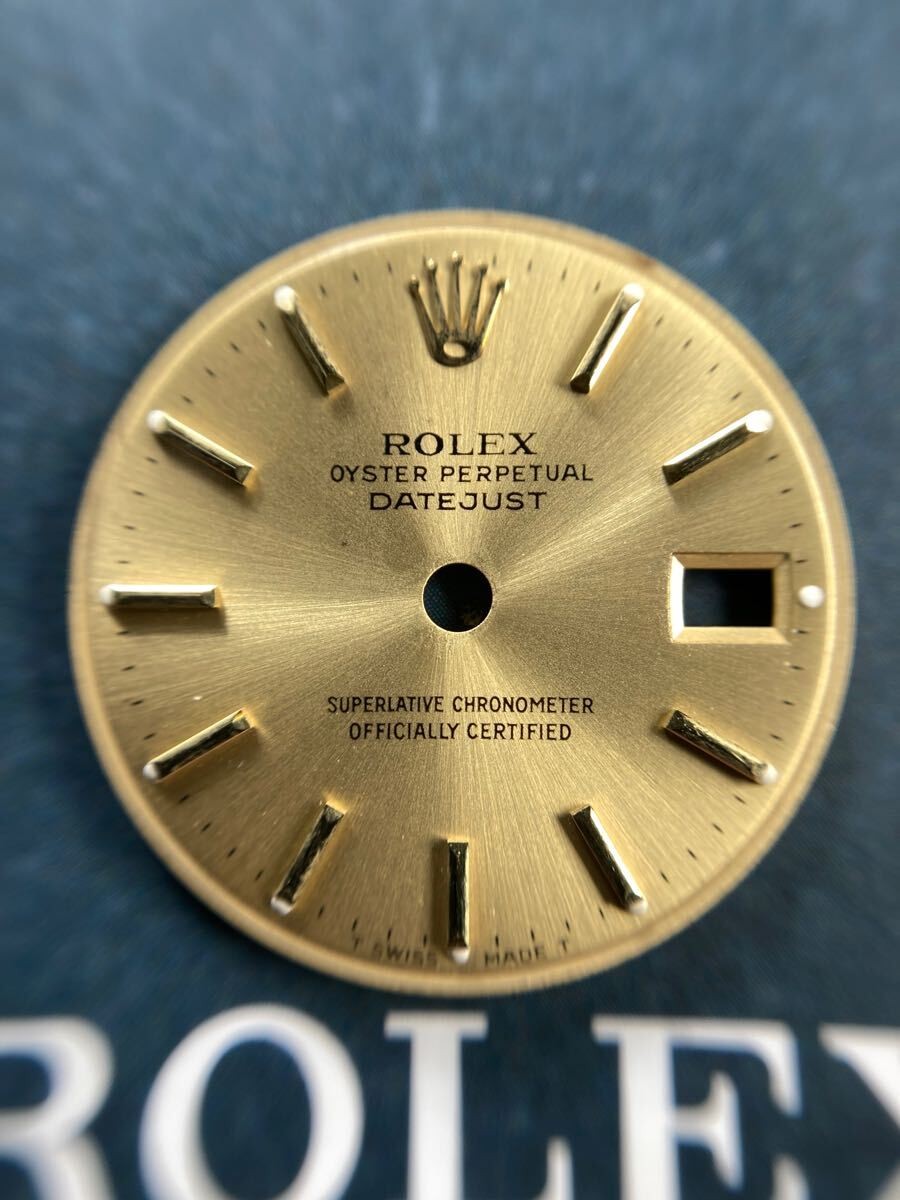 ROLEX
OYSTER PERPETUAL
DATEJUST
SUPERLATIVE CHRONOMETER
OFFICIALLY CERTIFIED
T SWISS MADE T
ROLEX